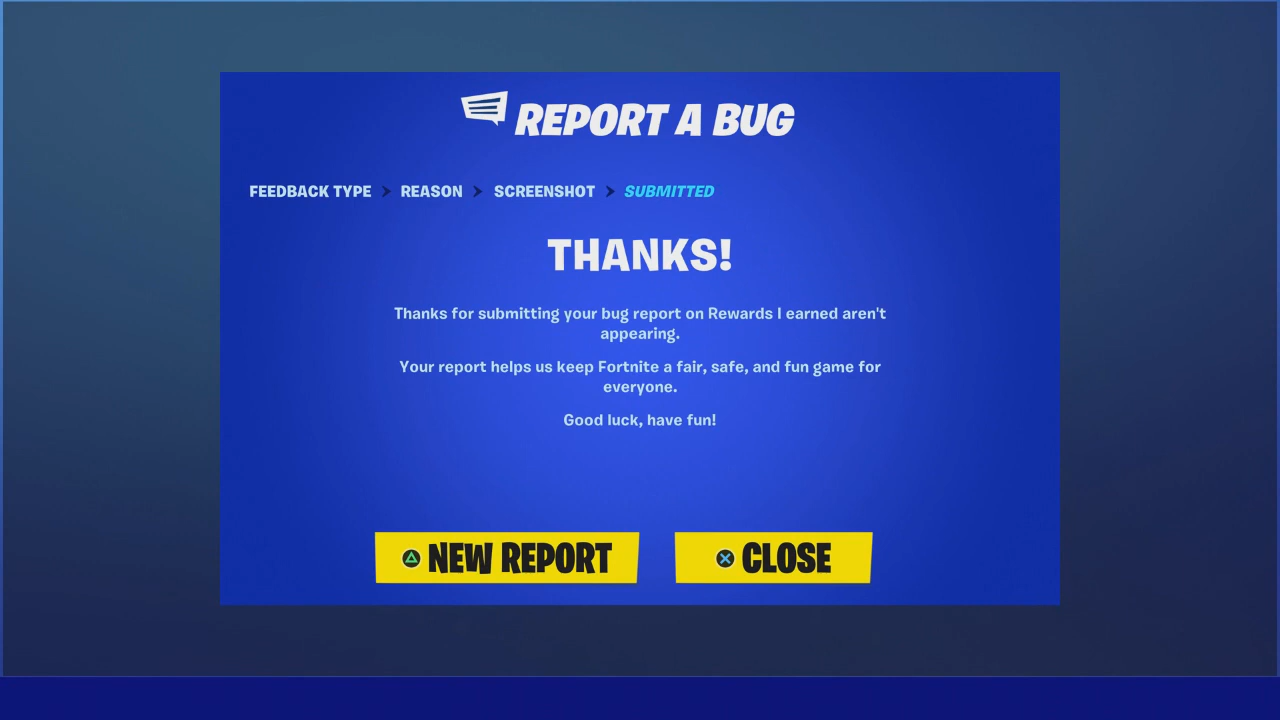 REPORT A BUG
FEEDBACK TYPE > REASON > SCREENSHOT > SUBMITTED
THANKS!
Thanks for submitting your bug report on Rewards I earned aren't
appearing.
Your report helps us keep Fortnite a fair, safe, and fun game for
everyone.
Good luck, have fun!
NEW REPORT
CLOSE